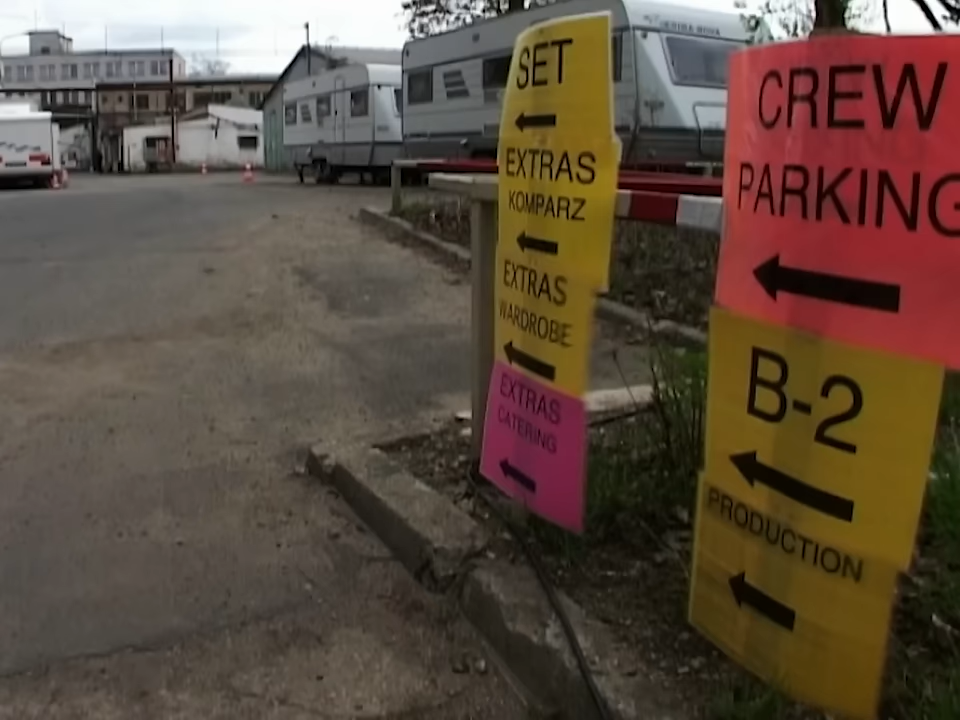 SET
EXTRAS
KOMPARZ
EXTRAS
WARDROBE
EXTRAS
CATERING
CREW
PARKING
B-2
PRODUCTION